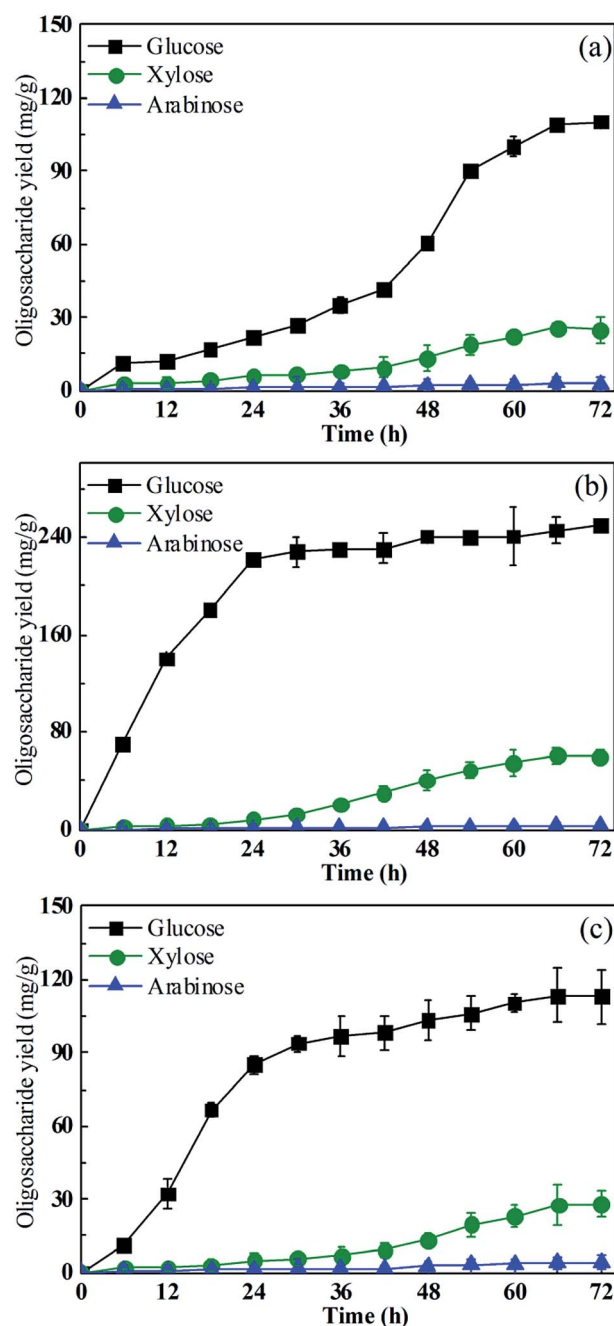 (a)
Glucose
Xylose
Arabinose
Oligosaccharide yield (mg/g)
150
120
90
60
30
0
0 12 24 36 48 60 72
Time (h)
(b)
Glucose
Xylose
Arabinose
Oligosaccharide yield (mg/g)
240
160
80
0
0 12 24 36 48 60 72
Time (h)
(c)
Glucose
Xylose
Arabinose
Oligosaccharide yield (mg/g)
150
120
90
60
30
0
0 12 24 36 48 60 72
Time (h)